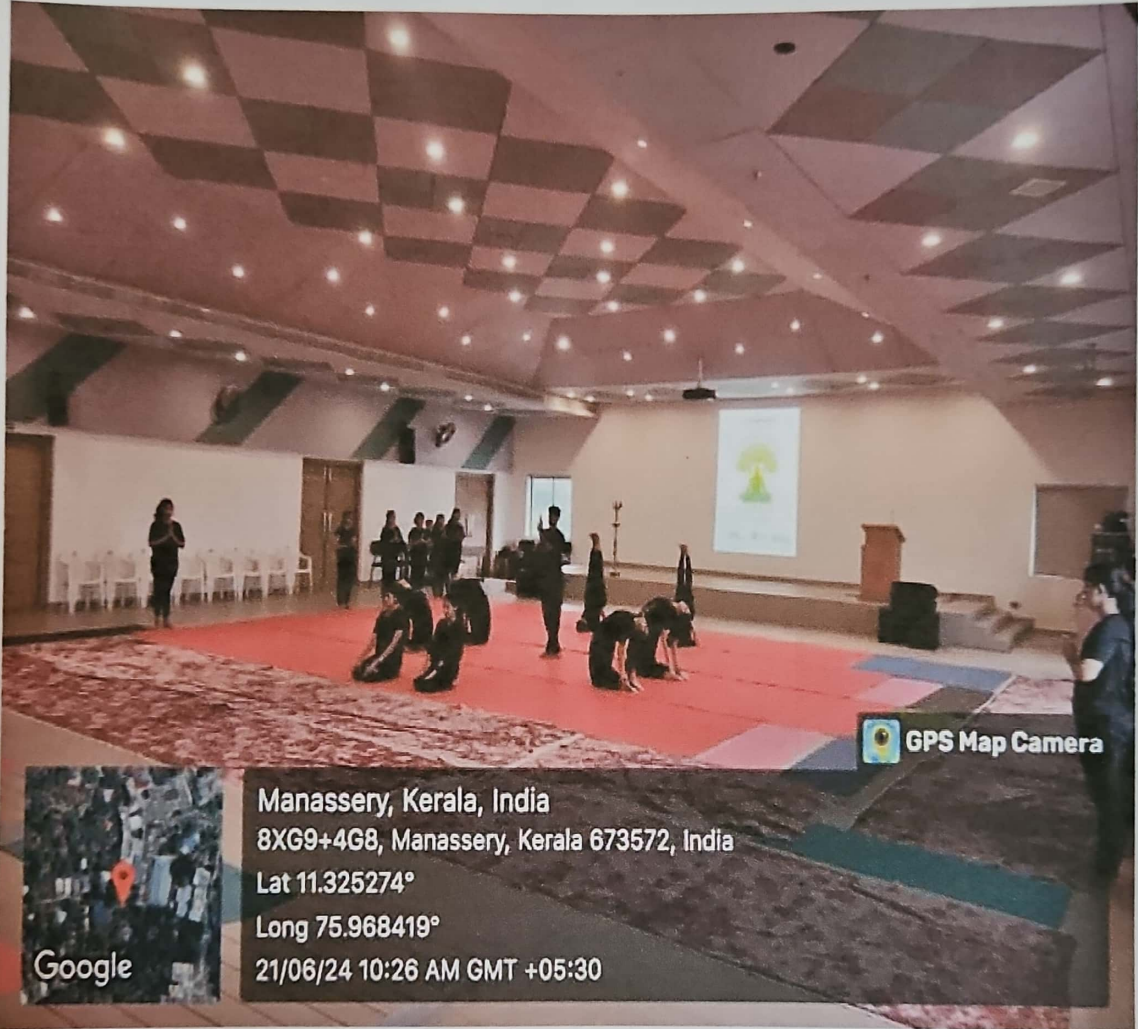 GPS Map Camera
Manassery, Kerala, India
8XG9+4G8, Manassery, Kerala 673572, India
Lat 11.325274°
Long 75.968419°
21/06/24 10:26 AM GMT +05:30
Google